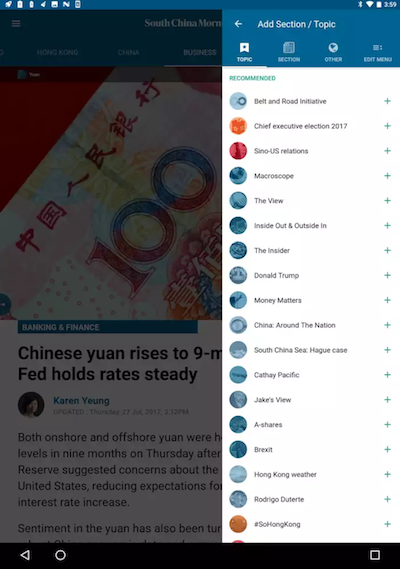 3:59
South China Morn
HONG KONG
CHINA
BUSINESS
Add Section / Topic
TOPIC
SECTION
OTHER
EDIT MENU
中国人民银行
100
BANKING & FINANCE
Chinese yuan rises to 9-m
Fed holds rates steady
Karen Yeung
UPDATED : Thursday, 27 Jul, 2017, 3:12PM
Both onshore and offshore yuan were h
levels in nine months on Thursday after
Reserve suggested concerns about the
United States, reducing expectations for
interest rate increase.
Sentiment in the yuan has also been tur
RECOMMENDED
Belt and Road Initiative
Chief executive election 2017
Sino-US relations
Macroscope
The View
Inside Out & Outside In
The Insider
Donald Trump
Money Matters
China: Around The Nation
South China Sea: Hague case
Cathay Pacific
Jake's View
A-shares
Brexit
Hong Kong weather
Rodrigo Duterte
#SoHongKong